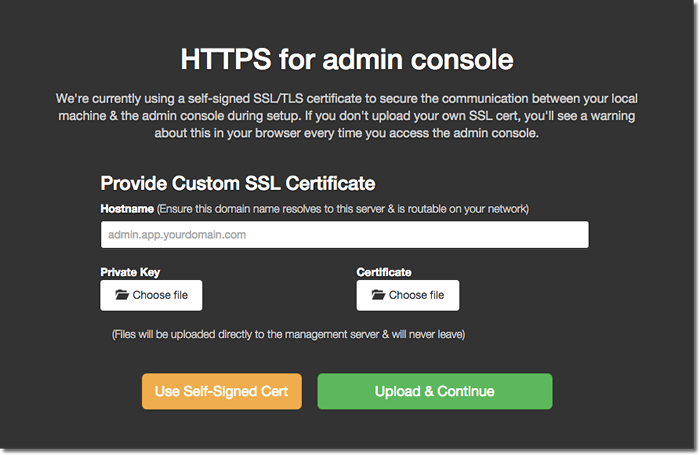 HTTPS for admin console
We're currently using a self-signed SSL/TLS certificate to secure the communication between your local
machine & the admin console during setup. If you don't upload your own SSL cert, you'll see a warning
about this in your browser every time you access the admin console.
Provide Custom SSL Certificate
Hostname (Ensure this domain name resolves to this server & is routable on your network)
admin.app.yourdomain.com
Private Key Certificate
Choose file Choose file
(Files will be uploaded directly to the management server & will never leave)
Use Self-Signed Cert Upload & Continue